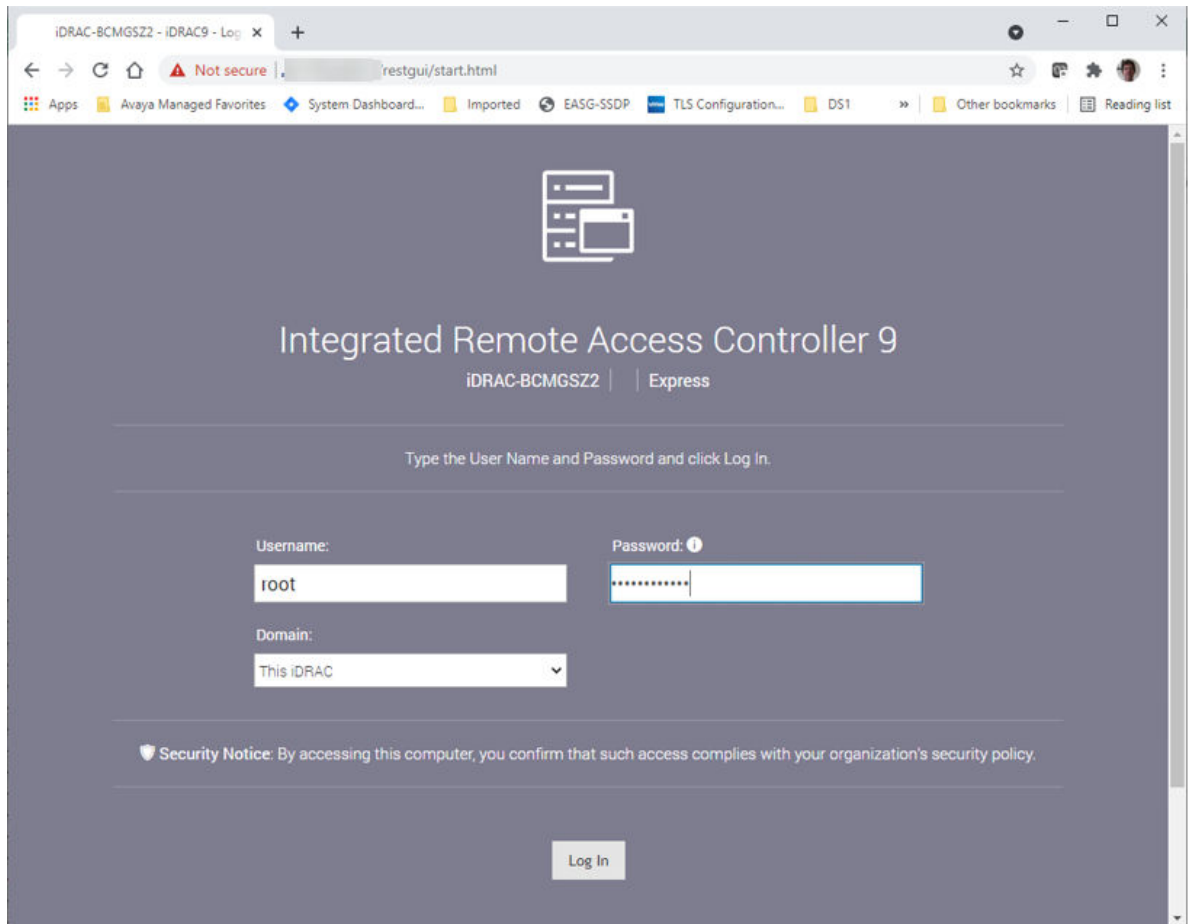 iDRAC-BCMGSZ2 - iDRAC9 - Log
Not secure /restgui/start.html
Apps Avaya Managed Favorites System Dashboard... Imported EASG-SSDP TLS Configuration... DS1 » Other bookmarks Reading list
Integrated Remote Access Controller 9
iDRAC-BCMGSZ2 | | Express
Type the User Name and Password and click Log In.
Username: Password:
root ••••••••••••
Domain:
This iDRAC
Security Notice: By accessing this computer, you confirm that such access complies with your organization's security policy.
Log In